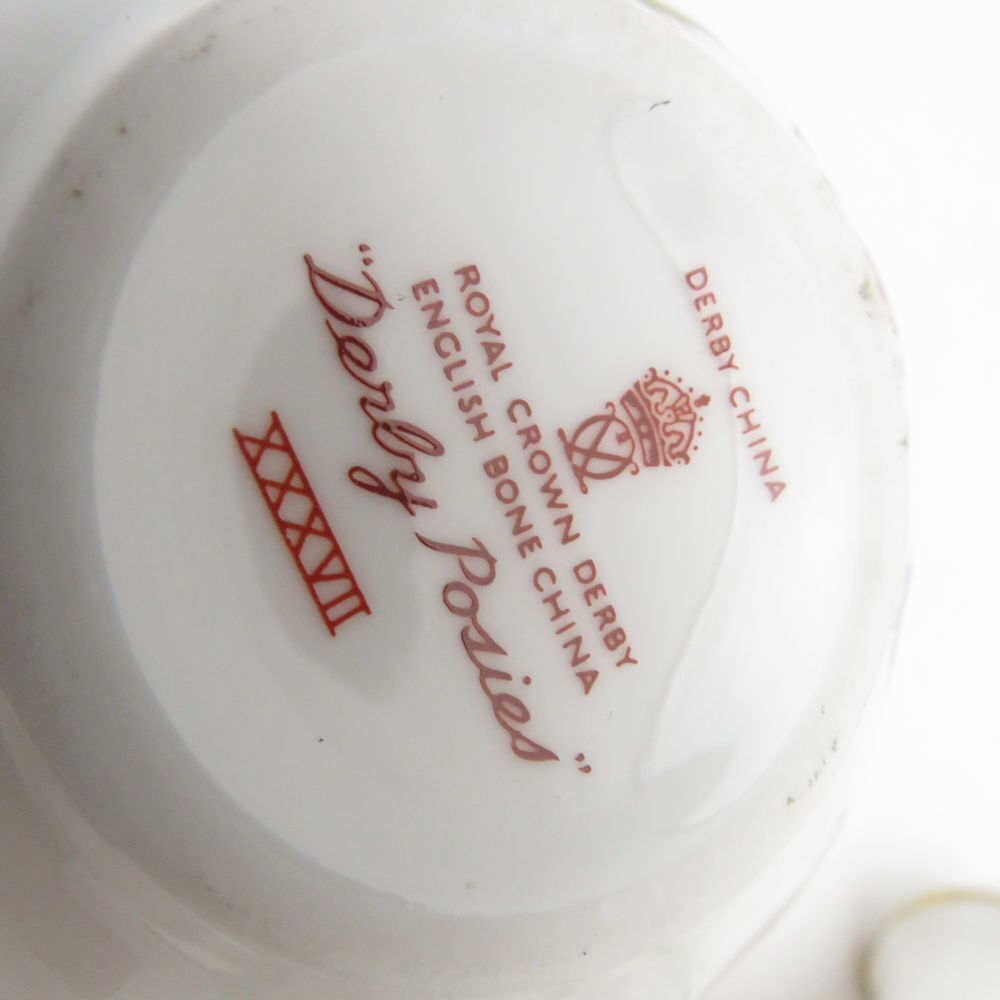 DERBY CHINA
ROYAL CROWN DERBY
ENGLISH BONE CHINA
"Derby Posies"
XXXVII